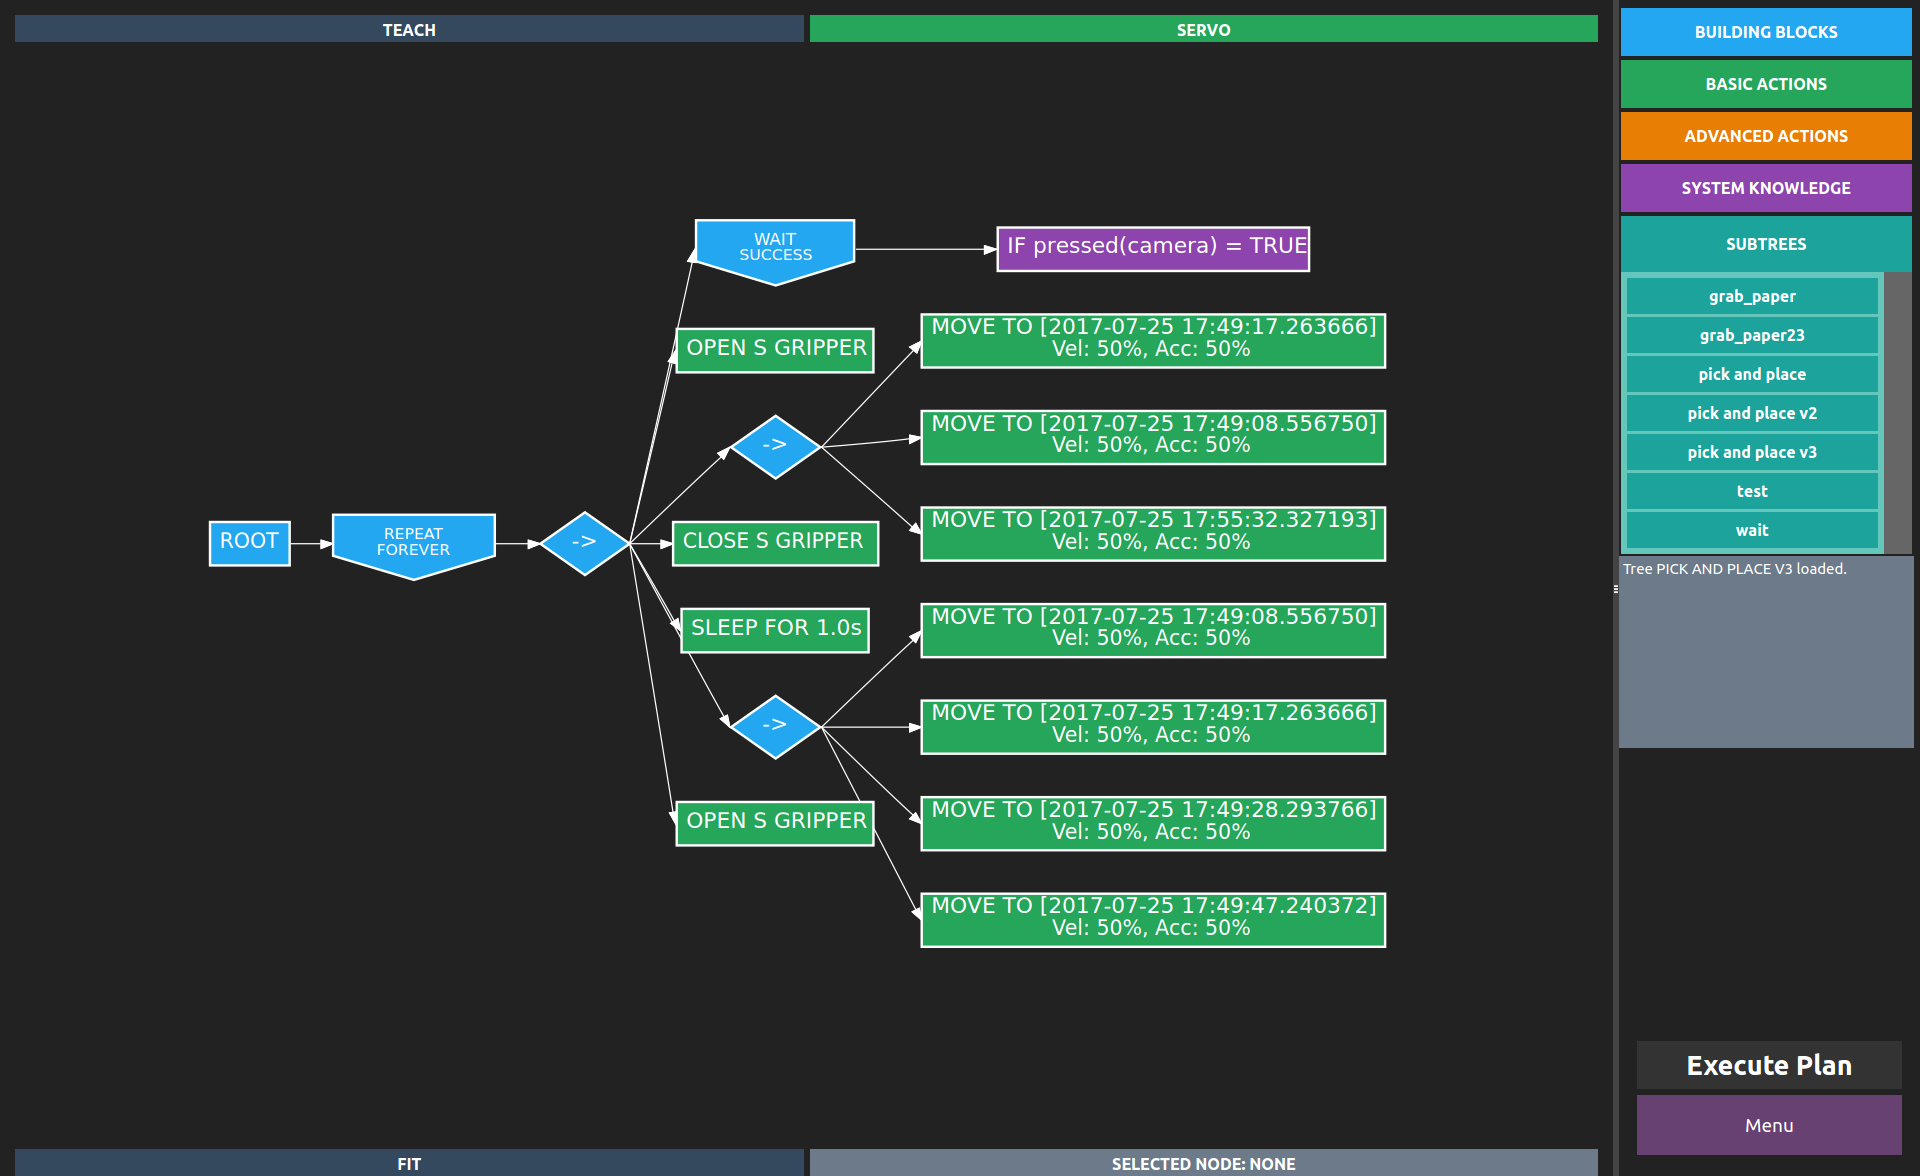 TEACH
SERVO
WAIT
SUCCESS
IF pressed(camera) = TRUE
OPEN S GRIPPER
MOVE TO [2017-07-25 17:49:17.263666]
Vel: 50%, Acc: 50%
->
MOVE TO [2017-07-25 17:49:08.556750]
Vel: 50%, Acc: 50%
ROOT
REPEAT
FOREVER
->
CLOSE S GRIPPER
MOVE TO [2017-07-25 17:55:32.327193]
Vel: 50%, Acc: 50%
SLEEP FOR 1.0s
MOVE TO [2017-07-25 17:49:08.556750]
Vel: 50%, Acc: 50%
->
MOVE TO [2017-07-25 17:49:17.263666]
Vel: 50%, Acc: 50%
OPEN S GRIPPER
MOVE TO [2017-07-25 17:49:28.293766]
Vel: 50%, Acc: 50%
MOVE TO [2017-07-25 17:49:47.240372]
Vel: 50%, Acc: 50%
FIT
SELECTED NODE: NONE
BUILDING BLOCKS
BASIC ACTIONS
ADVANCED ACTIONS
SYSTEM KNOWLEDGE
SUBTREES
grab_paper
grab_paper23
pick and place
pick and place v2
pick and place v3
test
wait
Tree PICK AND PLACE V3 loaded.
Execute Plan
Menu